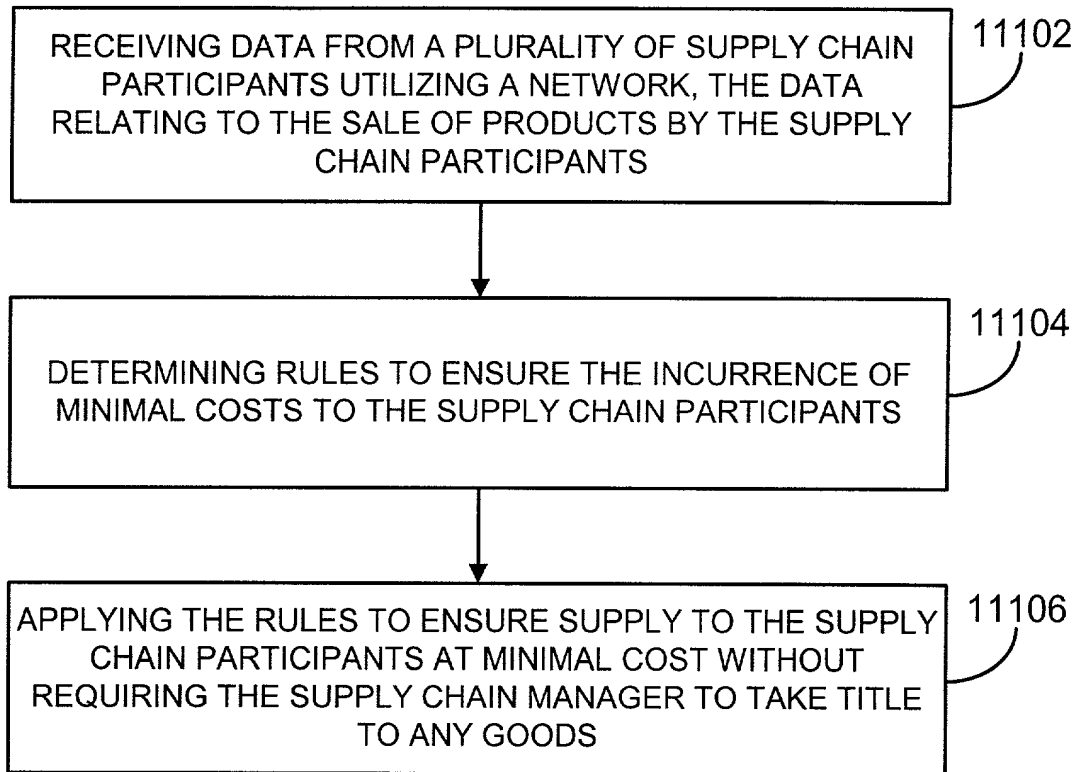 RECEIVING DATA FROM A PLURALITY OF SUPPLY CHAIN
PARTICIPANTS UTILIZING A NETWORK, THE DATA
RELATING TO THE SALE OF PRODUCTS BY THE SUPPLY
CHAIN PARTICIPANTS
11102
DETERMINING RULES TO ENSURE THE INCURRENCE OF
MINIMAL COSTS TO THE SUPPLY CHAIN PARTICIPANTS
11104
APPLYING THE RULES TO ENSURE SUPPLY TO THE SUPPLY
CHAIN PARTICIPANTS AT MINIMAL COST WITHOUT
REQUIRING THE SUPPLY CHAIN MANAGER TO TAKE TITLE
TO ANY GOODS
11106